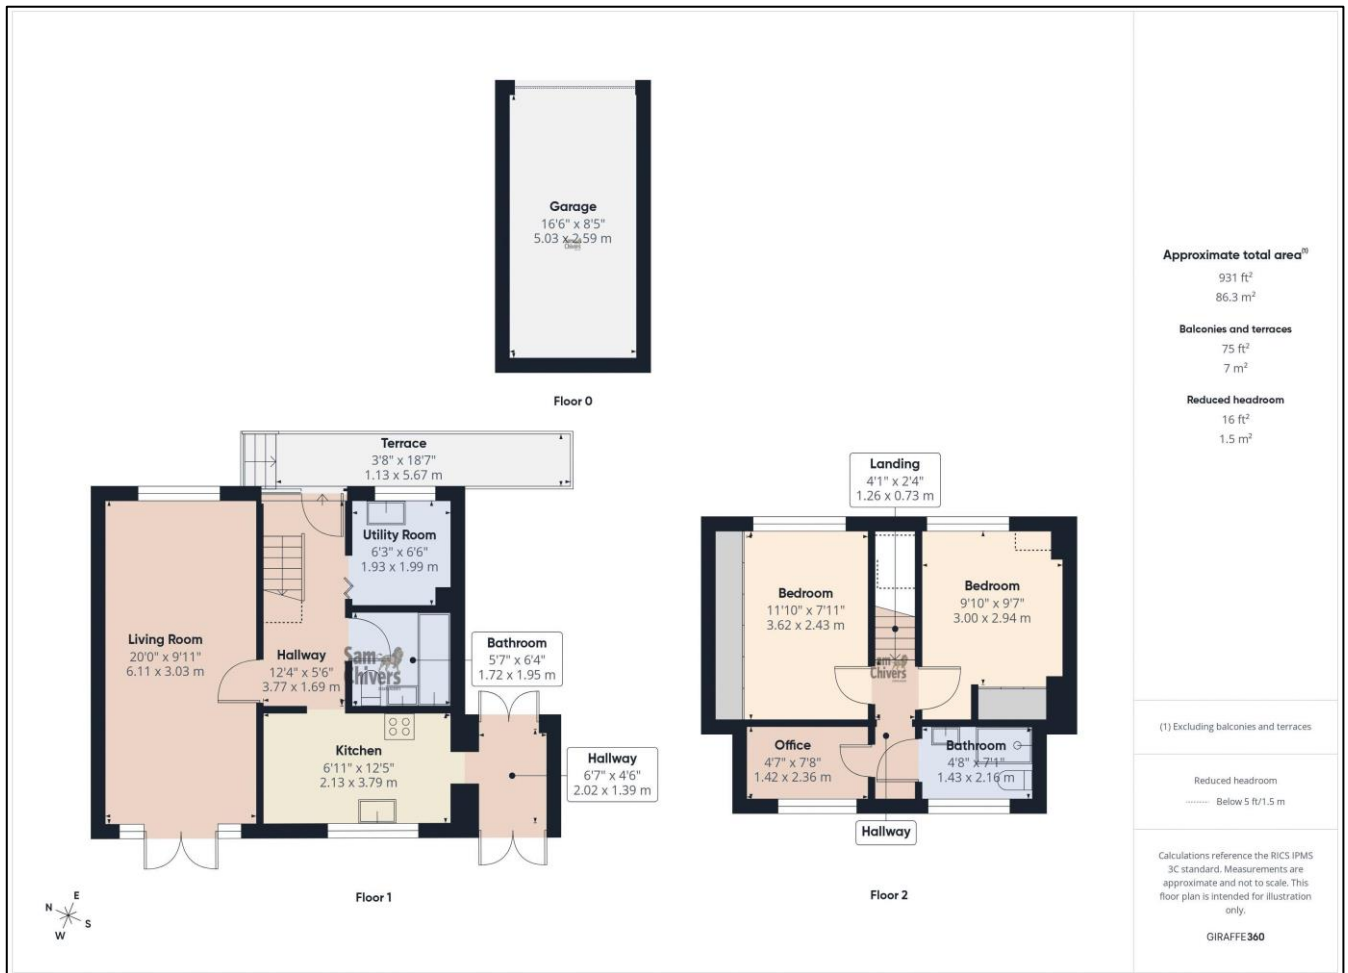 Garage
16'6" x 8'5"
5.03 x 2.59 m
Sam Chivers
Floor 0
Terrace
3'8" x 18'7"
1.13 x 5.67 m
Utility Room
6'3" x 6'6"
1.93 x 1.99 m
Living Room
20'0" x 9'11"
6.11 x 3.03 m
Hallway
12'4" x 5'6"
3.77 x 1.69 m
Sam
Chivers
Bathroom
5'7" x 6'4"
1.72 x 1.95 m
Kitchen
6'11" x 12'5"
2.13 x 3.79 m
Hallway
6'7" x 4'6"
2.02 x 1.39 m
Floor 1
N
E
S
W
Landing
4'1" x 2'4"
1.26 x 0.73 m
Bedroom
11'10" x 7'11"
3.62 x 2.43 m
Bedroom
9'10" x 9'7"
3.00 x 2.94 m
Sam
Chivers
Office
4'7" x 7'8"
1.42 x 2.36 m
Bathroom
4'8" x 7'1"
1.43 x 2.16 m
Hallway
Floor 2
Approximate total area(1)
931 ft²
86.3 m²
Balconies and terraces
75 ft²
7 m²
Reduced headroom
16 ft²
1.5 m²
(1) Excluding balconies and terraces
Reduced headroom
Below 5 ft/1.5 m
Calculations reference the RICS IPMS
3C standard. Measurements are
approximate and not to scale. This
floor plan is intended for illustration
only.
GIRAFFE360